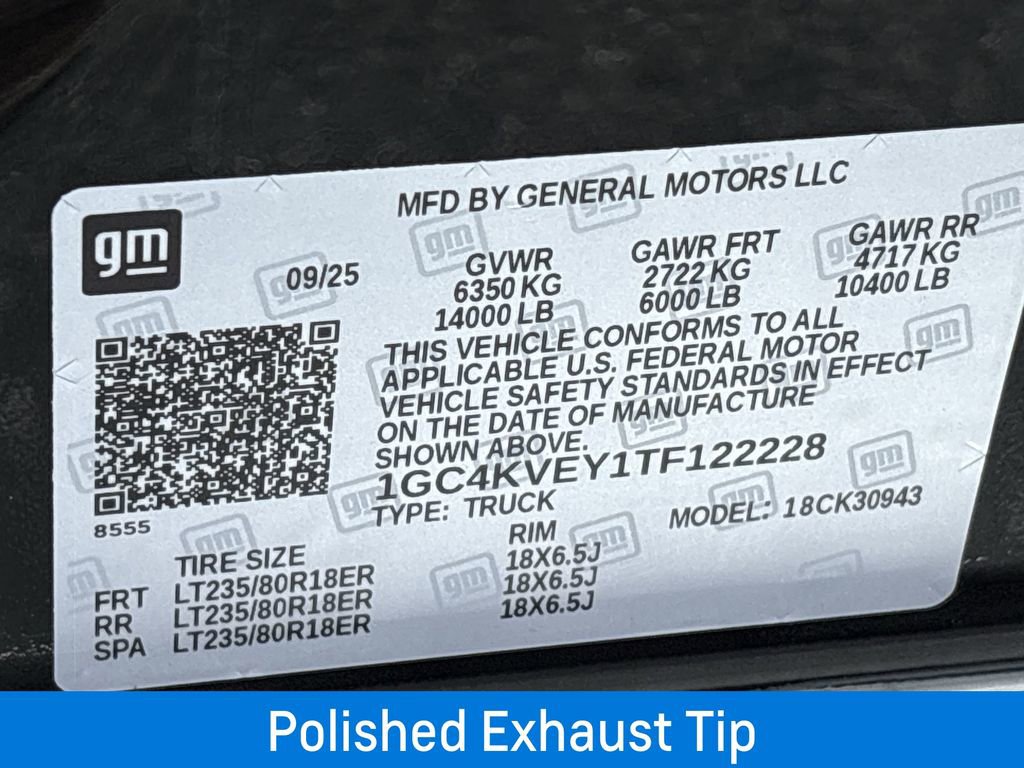 MFD BY GENERAL MOTORS LLC
gm
09/25
GVWR
6350 KG
14000 LB
GAWR FRT
2722 KG
6000 LB
GAWR RR
4717 KG
10400 LB
THIS VEHICLE CONFORMS TO ALL
APPLICABLE U.S. FEDERAL MOTOR
VEHICLE SAFETY STANDARDS IN EFFECT
ON THE DATE OF MANUFACTURE
SHOWN ABOVE.
1GC4KVEY1TF122228
TYPE: TRUCK
MODEL: 18CK30943
8555
TIRE SIZE RIM
FRT LT235/80R18ER 18X6.5J
RR LT235/80R18ER 18X6.5J
SPA LT235/80R18ER 18X6.5J
Polished Exhaust Tip